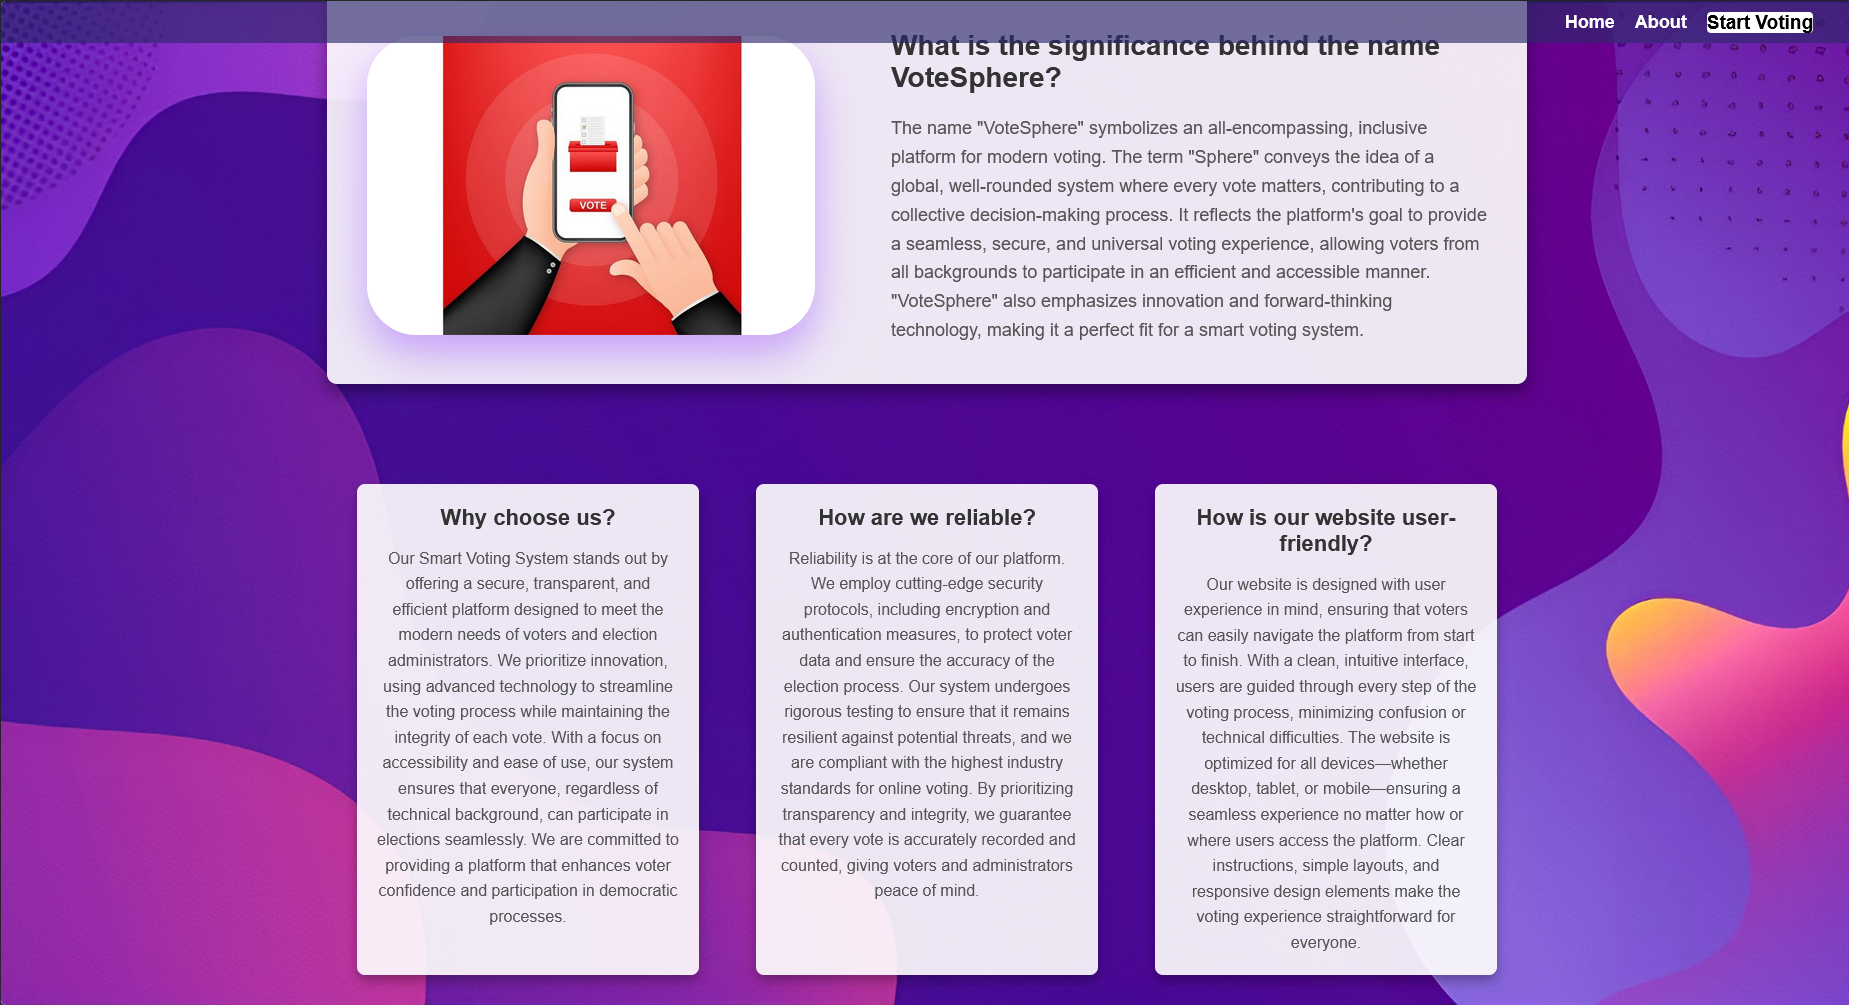 Home About Start Voting
What is the significance behind the name
VoteSphere?
The name "VoteSphere" symbolizes an all-encompassing, inclusive
platform for modern voting. The term "Sphere" conveys the idea of a
global, well-rounded system where every vote matters, contributing to a
collective decision-making process. It reflects the platform's goal to provide
a seamless, secure, and universal voting experience, allowing voters from
all backgrounds to participate in an efficient and accessible manner.
"VoteSphere" also emphasizes innovation and forward-thinking
technology, making it a perfect fit for a smart voting system.
VOTE
Why choose us?
Our Smart Voting System stands out by
offering a secure, transparent, and
efficient platform designed to meet the
modern needs of voters and election
administrators. We prioritize innovation,
using advanced technology to streamline
the voting process while maintaining the
integrity of each vote. With a focus on
accessibility and ease of use, our system
ensures that everyone, regardless of
technical background, can participate in
elections seamlessly. We are committed to
providing a platform that enhances voter
confidence and participation in democratic
processes.
How are we reliable?
Reliability is at the core of our platform.
We employ cutting-edge security
protocols, including encryption and
authentication measures, to protect voter
data and ensure the accuracy of the
election process. Our system undergoes
rigorous testing to ensure that it remains
resilient against potential threats, and we
are compliant with the highest industry
standards for online voting. By prioritizing
transparency and integrity, we guarantee
that every vote is accurately recorded and
counted, giving voters and administrators
peace of mind.
How is our website user-
friendly?
Our website is designed with user
experience in mind, ensuring that voters
can easily navigate the platform from start
to finish. With a clean, intuitive interface,
users are guided through every step of the
voting process, minimizing confusion or
technical difficulties. The website is
optimized for all devices—whether
desktop, tablet, or mobile—ensuring a
seamless experience no matter how or
where users access the platform. Clear
instructions, simple layouts, and
responsive design elements make the
voting experience straightforward for
everyone.